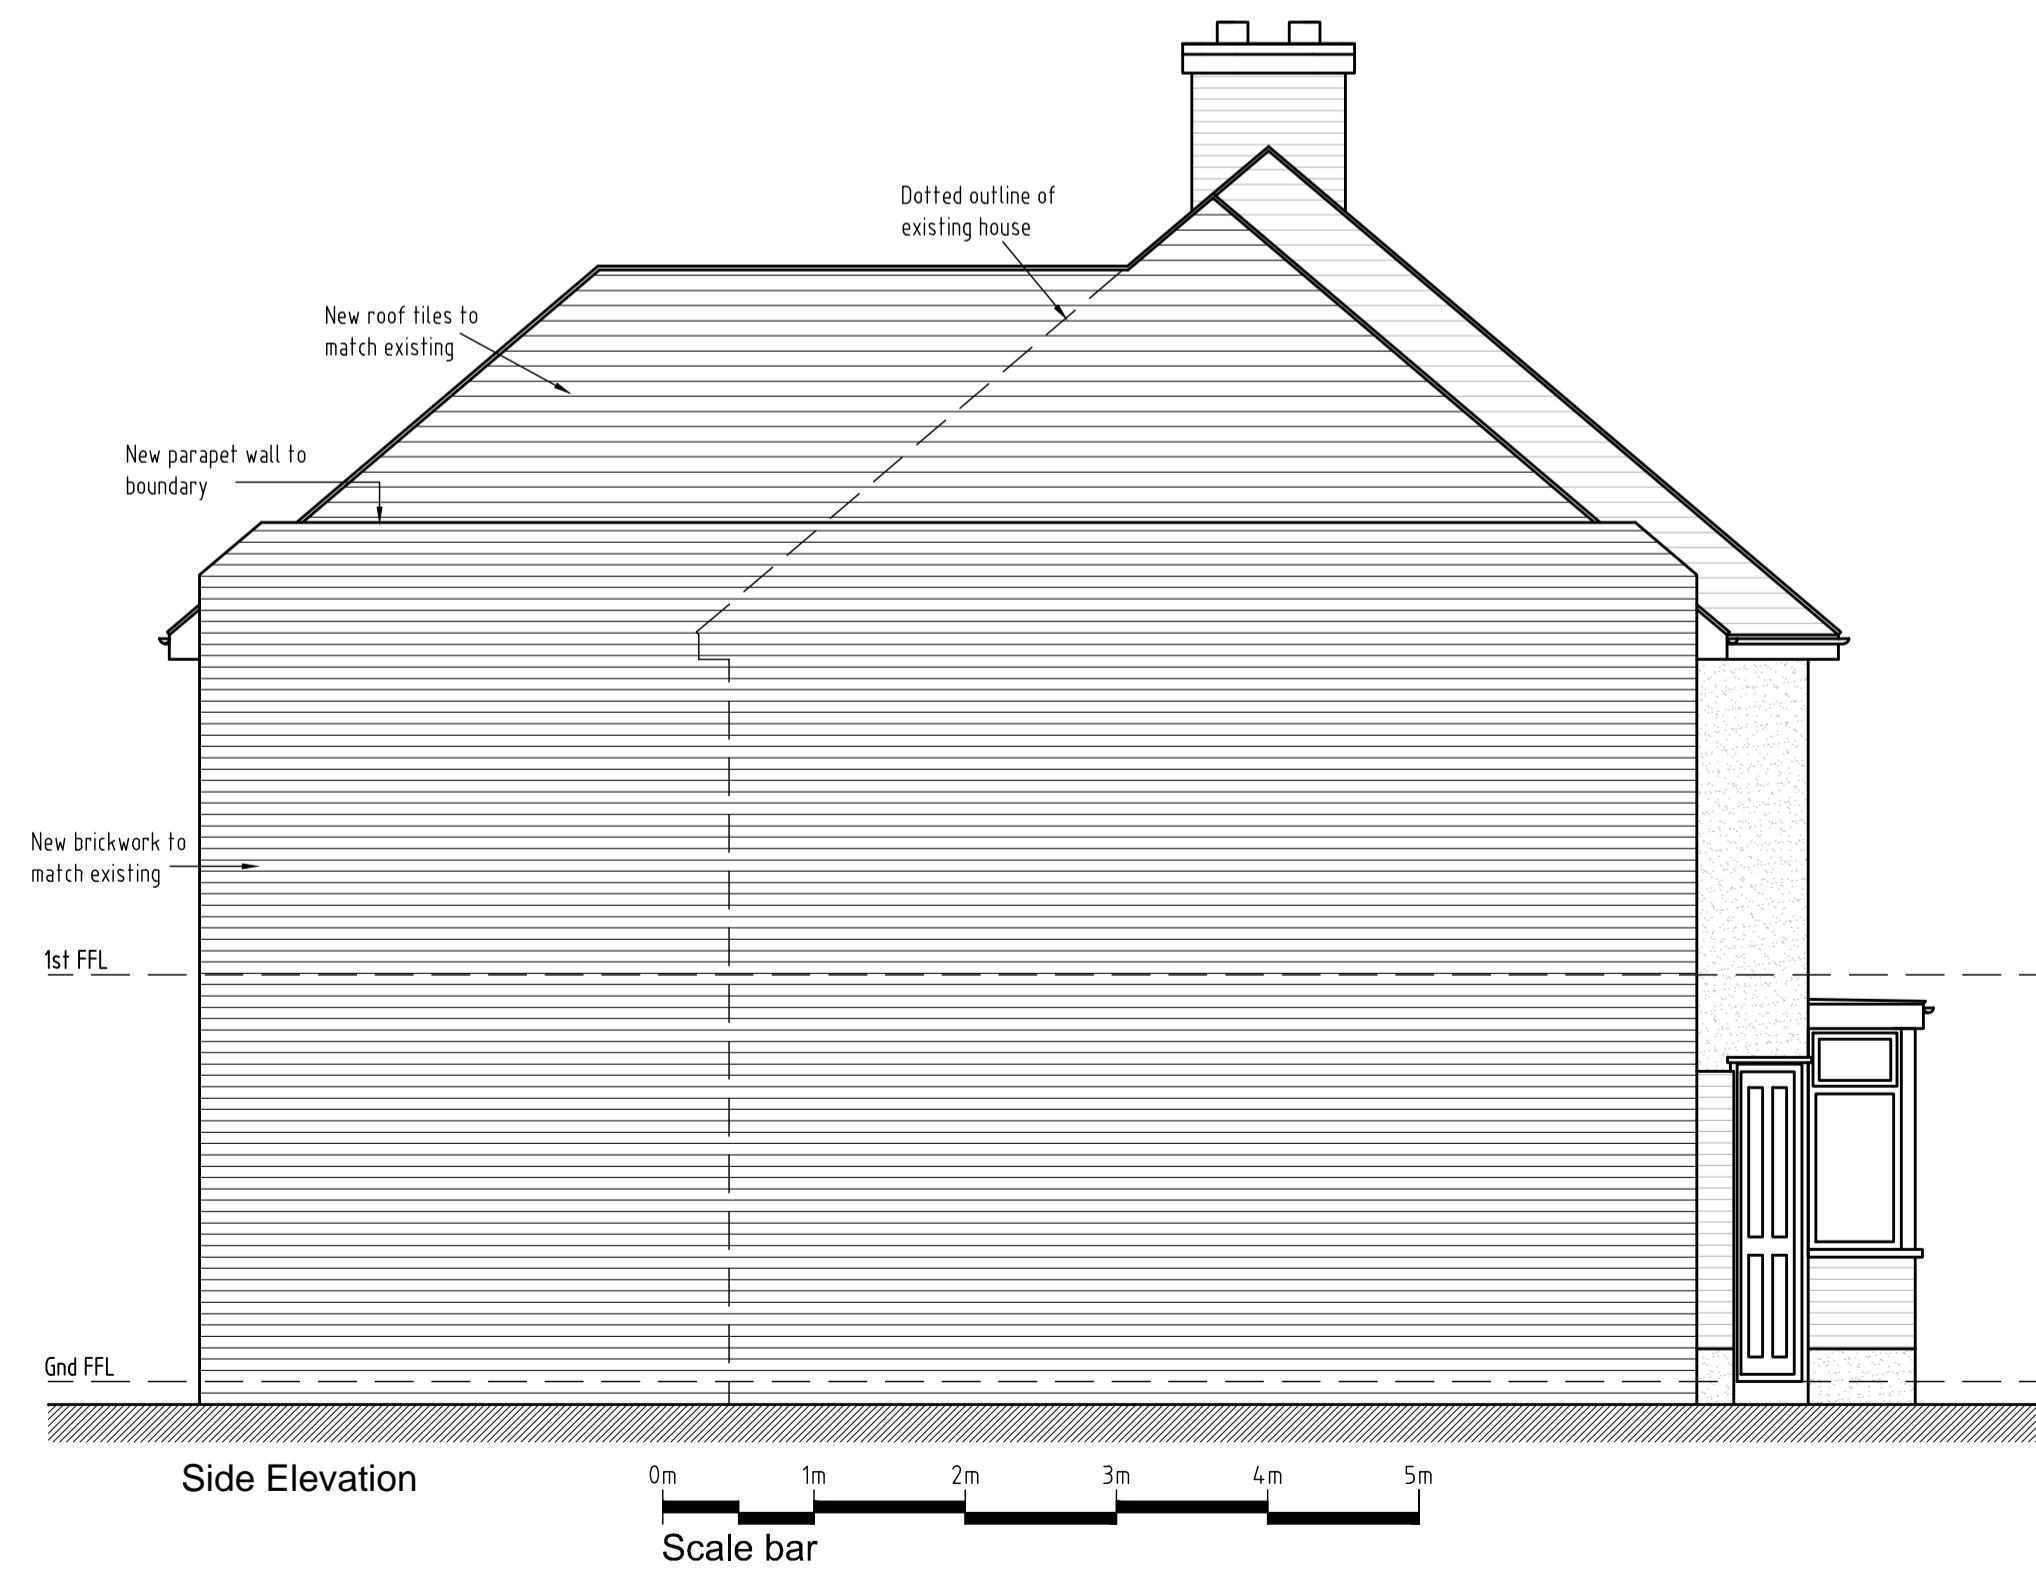 Dotted outline of
existing house
New roof tiles to
match existing
New parapet wall to
boundary
New brickwork to
match existing
1st FFL
Gnd FFL
Side Elevation
0m 1m 2m 3m 4m 5m
Scale bar